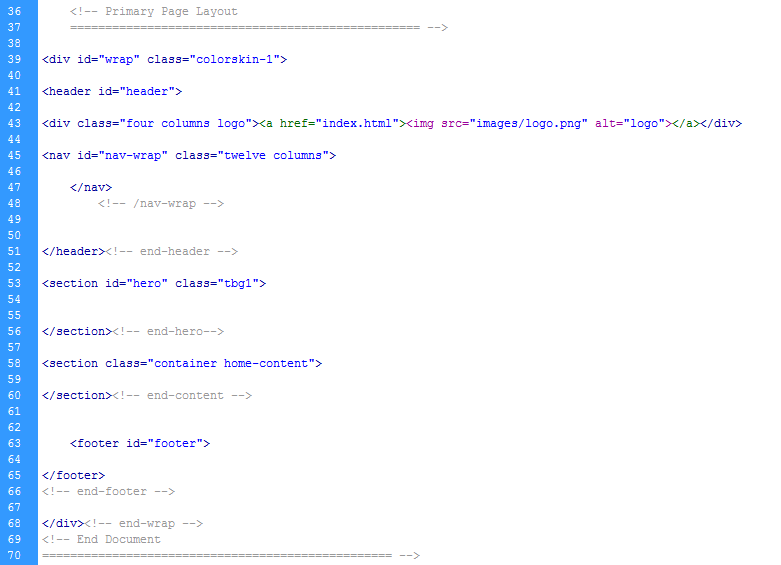 36 <!-- Primary Page Layout
37 ================================================== -->
38
39 <div id="wrap" class="colorskin-1">
40
41 <header id="header">
42
43 <div class="four columns logo"><a href="index.html"><img src="images/logo.png" alt="logo"></a></div>
44
45 <nav id="nav-wrap" class="twelve columns">
46
47 </nav>
48 <!-- /nav-wrap -->
49
50
51 </header><!-- end-header -->
52
53 <section id="hero" class="tbg1">
54
55
56 </section><!-- end-hero-->
57
58 <section class="container home-content">
59
60 </section><!-- end-content -->
61
62
63 <footer id="footer">
64
65 </footer>
66 <!-- end-footer -->
67
68 </div><!-- end-wrap -->
69 <!-- End Document
70 ================================================== -->